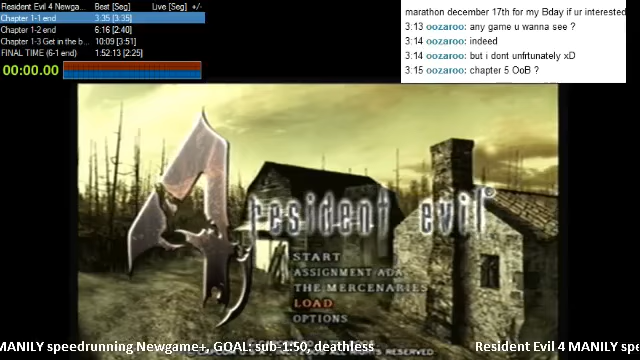 Resident Evil 4 Newga... Beat [Seg] Live [Seg] +/-
Chapter 1-1 end 3:35 [3:35]
Chapter 1-2 end 6:16 [2:40]
Chapter 1-3 Get in the b... 10:09 [3:51]
FINAL TIME (6-1 end) 1:52:13 [2:25]
00:00.00
marathon december 17th for my Bday if ur interested
3:13 oozaroo: any game u wanna see ?
3:14 oozaroo: indeed
3:14 oozaroo: but i dont unfrtunately xD
3:15 oozaroo: chapter 5 OoB ?
4
resident evil
START
ASSIGNMENT ADA
THE MERCENARIES
LOAD
OPTIONS
ALL RIGHTS RESERVED
MANILY speedrunning Newgame+, GOAL: sub-1:50, deathless Resident Evil 4 MANILY spe